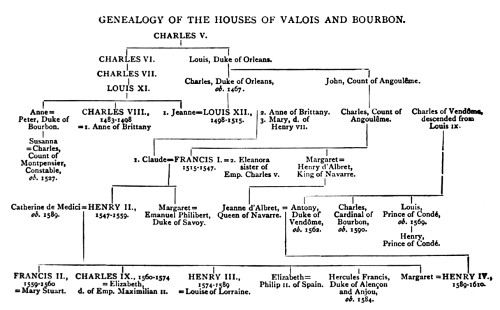 GENEALOGY OF THE HOUSES OF VALOIS AND BOURBON.
CHARLES V.
CHARLES VI.
Louis, Duke of Orleans.
CHARLES VII.
LOUIS XI.
Charles, Duke of Orleans,
ob. 1467.
John, Count of Angoulême.
Anne=
Peter, Duke of
Bourbon.
CHARLES VIII.,
1483-1498
= 1. Anne of Brittany
1. Jeanne=LOUIS XII.,
1498-1515.
2. Anne of Brittany.
3. Mary, d. of
Henry VII.
Charles, Count of
Angoulême.
Charles of Vendôme,
descended from
Louis IX.
Susanna
=Charles,
Count of
Montpensier,
Constable,
ob. 1527.
1. Claude=FRANCIS I.=2. Eleanora
1515-1547.
sister of
Emp. Charles V.
Margaret=
Henry d'Albret,
King of Navarre.
Catherine de Medici=HENRY II.,
ob. 1589.
1547-1559.
Margaret=
Emanuel Philibert,
Duke of Savoy.
Jeanne d'Albret, =
Queen of Navarre.
Antony,
Duke of
Vendôme,
ob. 1562.
Charles,
Cardinal of
Bourbon,
ob. 1590.
Louis,
Prince of Condé,
ob. 1569.
Henry,
Prince of Condé.
FRANCIS II.,
1559-1560
=Mary Stuart.
CHARLES IX., 1560-1574
= Elizabeth,
d. of Emp. Maximilian II.
HENRY III.,
1574-1589
=Louise of Lorraine.
Elizabeth=
Philip II. of Spain.
Hercules Francis,
Duke of Alençon
and Anjou,
ob. 1584.
Margaret =HENRY IV.,
1589-1610.